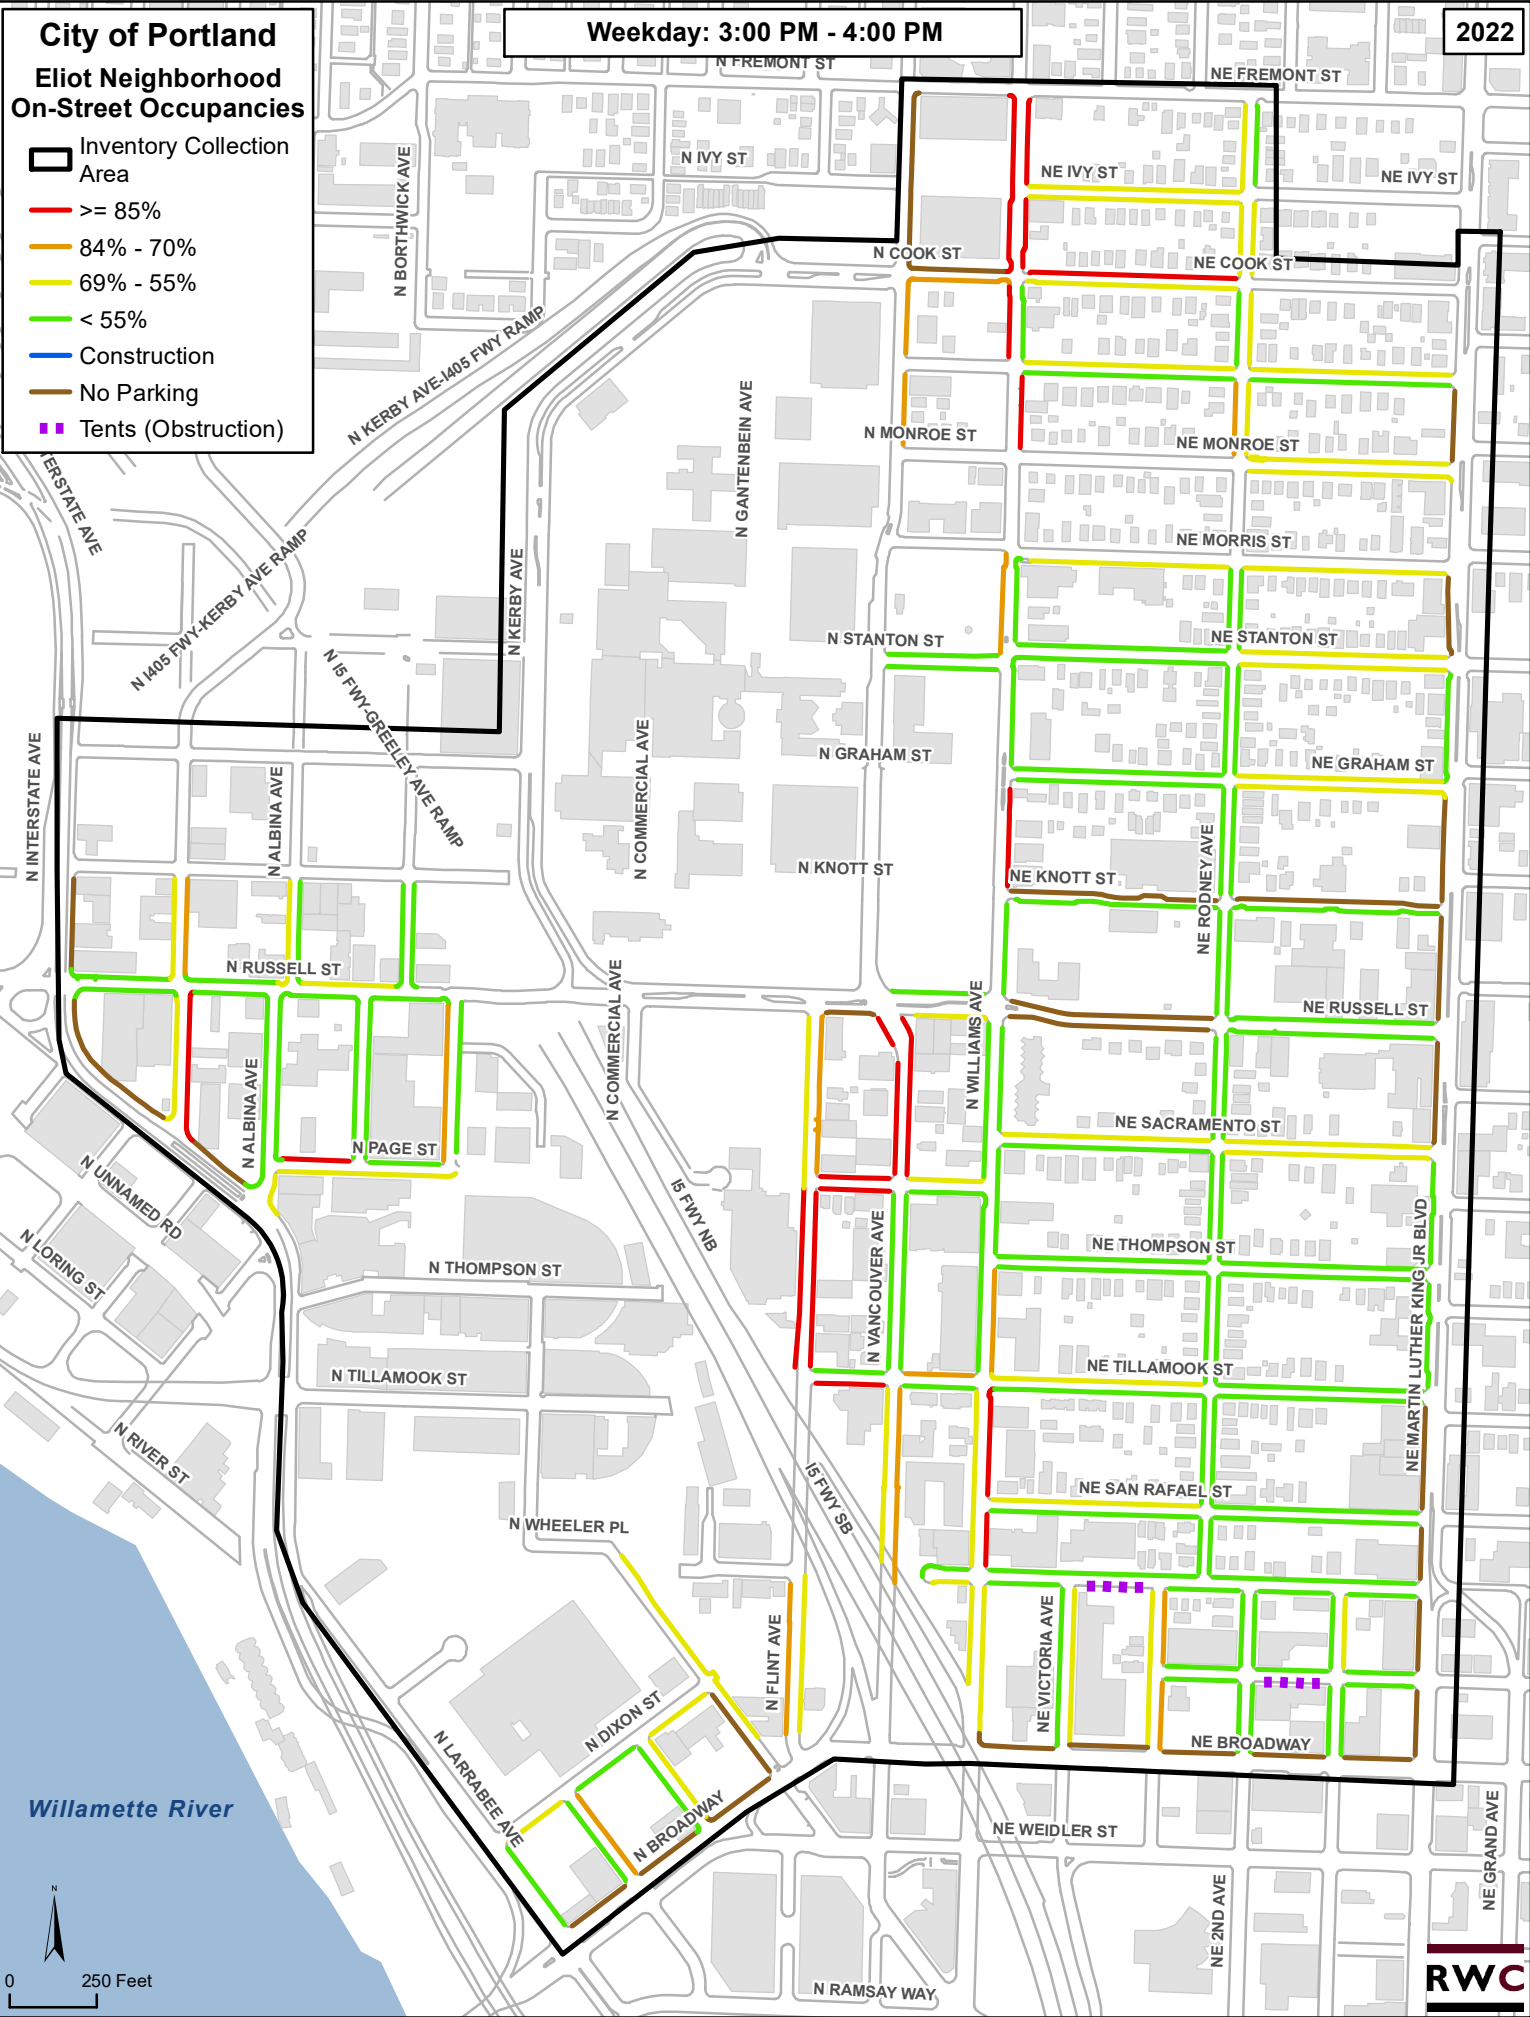 City of Portland
Eliot Neighborhood
On-Street Occupancies
Inventory Collection
Area
>= 85%
84% - 70%
69% - 55%
< 55%
Construction
No Parking
Tents (Obstruction)
Weekday: 3:00 PM - 4:00 PM
2022
N FREMONT ST
NE FREMONT ST
N IVY ST
NE IVY ST
NE IVY ST
N BORTHWICK AVE
N COOK ST
NE COOK ST
N KERBY AVE-I405 FWY RAMP
N GANTENBEIN AVE
N MONROE ST
NE MONROE ST
TERSTATE AVE
NE MORRIS ST
N I405 FWY-KERBY AVE RAMP
N KERBY AVE
N STANTON ST
NE STANTON ST
N I5 FWY-GREELEY AVE RAMP
N INTERSTATE AVE
N ALBINA AVE
N COMMERCIAL AVE
N GRAHAM ST
NE GRAHAM ST
N KNOTT ST
NE KNOTT ST
NE RODNEY AVE
N RUSSELL ST
N COMMERCIAL AVE
N WILLIAMS AVE
NE RUSSELL ST
N ALBINA AVE
N PAGE ST
NE SACRAMENTO ST
N UNNAMED RD
N LORING ST
I5 FWY NB
N VANCOUVER AVE
NE THOMPSON ST
NE MARTIN LUTHER KING JR BLVD
N THOMPSON ST
N TILLAMOOK ST
NE TILLAMOOK ST
N RIVER ST
I5 FWY SB
NE SAN RAFAEL ST
N WHEELER PL
N FLINT AVE
NE VICTORIA AVE
N DIXON ST
N LARRABEE AVE
NE BROADWAY
N BROADWAY
Willamette River
NE WEIDLER ST
NE GRAND AVE
NE 2ND AVE
N RAMSAY WAY
N
0 250 Feet
RWC